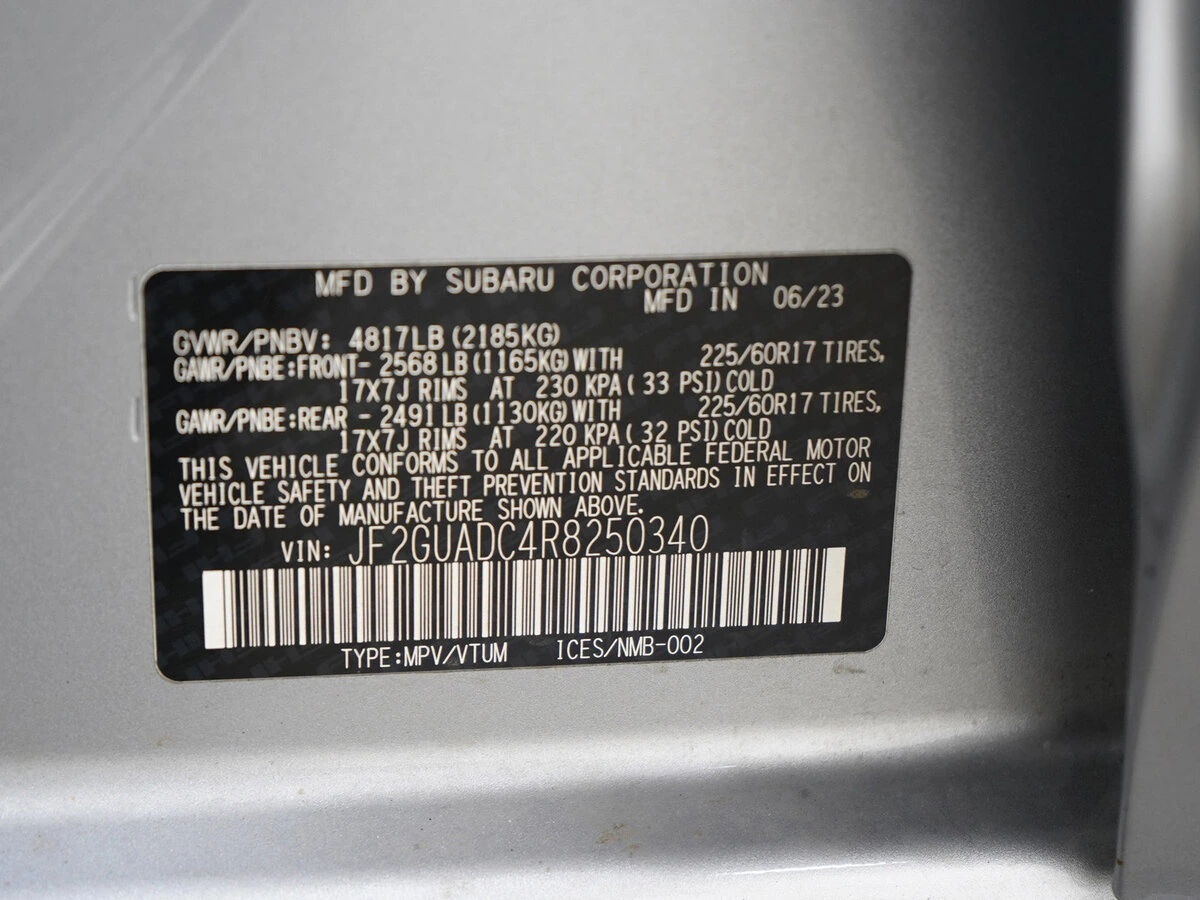 MFD BY SUBARU CORPORATION
MFD IN 06/23
GVWR/PNBV: 4817LB (2185KG)
GAWR/PNBE:FRONT- 2568 LB (1165KG) WITH 225/60R17 TIRES,
17X7J RIMS AT 230 KPA ( 33 PSI) COLD
GAWR/PNBE:REAR - 2491 LB (1130KG) WITH 225/60R17 TIRES,
17X7J RIMS AT 220 KPA ( 32 PSI) COLD
THIS VEHICLE CONFORMS TO ALL APPLICABLE FEDERAL MOTOR
VEHICLE SAFETY AND THEFT PREVENTION STANDARDS IN EFFECT ON
THE DATE OF MANUFACTURE SHOWN ABOVE.
VIN: JF2GUADC4R8250340
TYPE:MPV/VTUM ICES/NMB-002